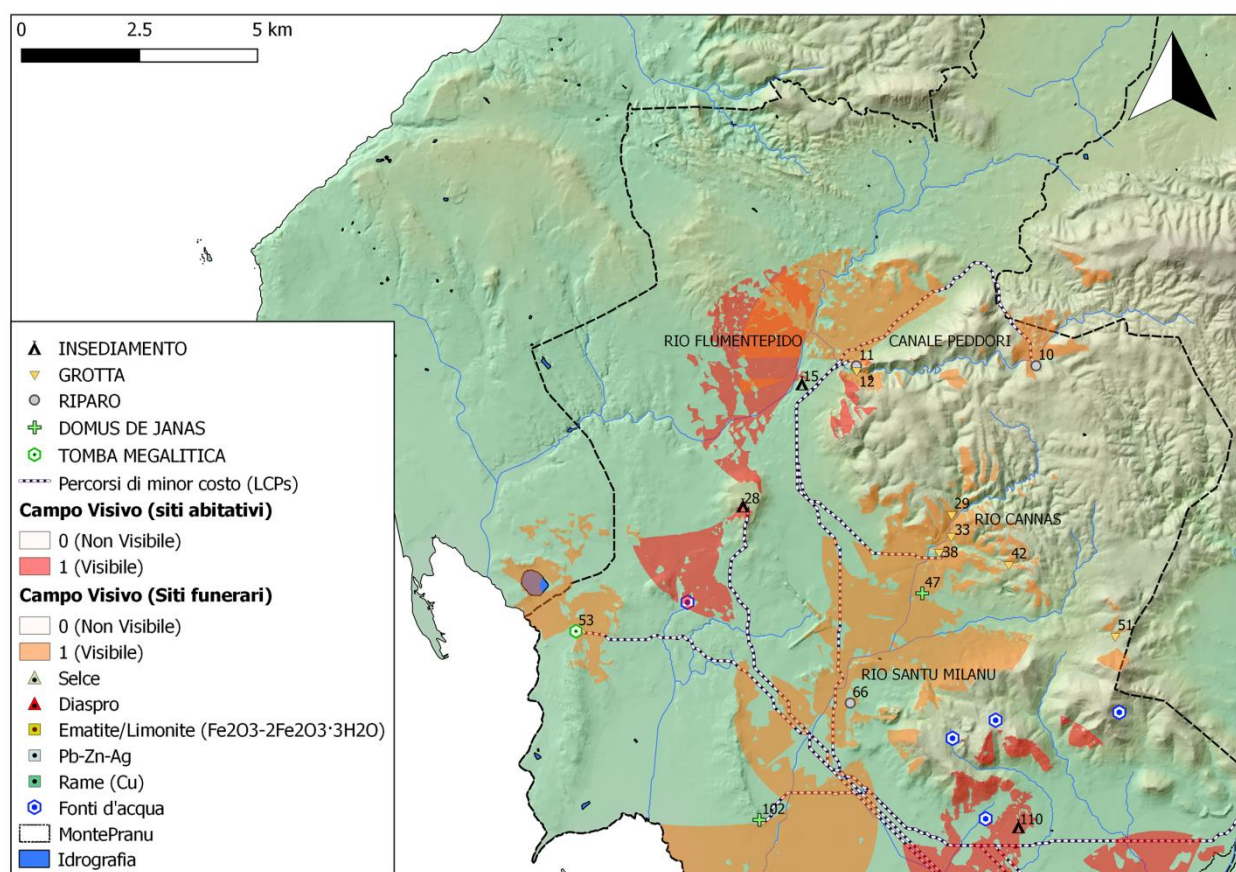 0 2.5 5 km
INSEDIAMENTO
GROTTA
RIPARO
DOMUS DE JANAS
TOMBA MEGALITICA
Percorsi di minor costo (LCPs)
Campo Visivo (siti abitativi)
0 (Non Visibile)
1 (Visibile)
Campo Visivo (Siti funerari)
0 (Non Visibile)
1 (Visibile)
Selce
Diaspro
Ematite/Limonite (Fe2O3-2Fe2O3·3H2O)
Pb-Zn-Ag
Rame (Cu)
Fonti d'acqua
MontePranu
Idrografia
RIO FLUMENTEPIDO
CANALE PEDDORI
11
10
12
15
28
29
RIO CANNAS
33
38
42
47
53
51
RIO SANTU MILANU
66
102
110